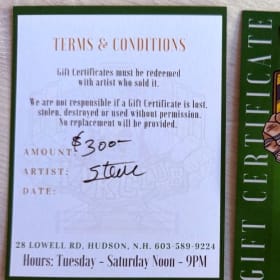 TERMS & CONDITIONS
Gift Certificates must be redeemed
with artist who sold it.
We are not responsible if a Gift Certificate is lost,
stolen, destroyed or used without permission.
No replacement will be provided.
AMOUNT: $300-
ARTIST: Steve
DATE:
28 LOWELL RD, HUDSON, N.H. 603-589-9224
Hours: Tuesday - Saturday Noon - 9PM
GIFT CERTIFICATE